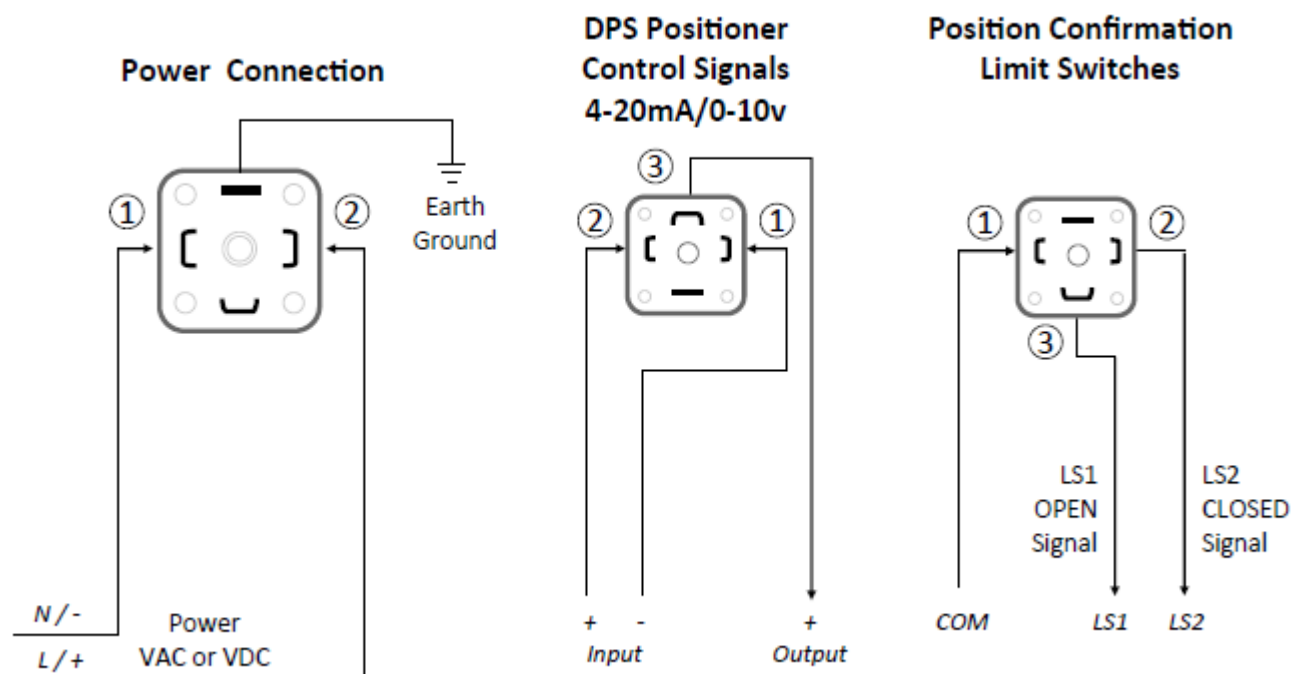 Power Connection
①
②
Earth
Ground
N / -
L / +
Power
VAC or VDC
DPS Positioner
Control Signals
4-20mA/0-10v
③
②
①
+
-
Input
+
Output
Position Confirmation
Limit Switches
①
②
③
LS1
OPEN
Signal
LS2
CLOSED
Signal
COM
LS1
LS2